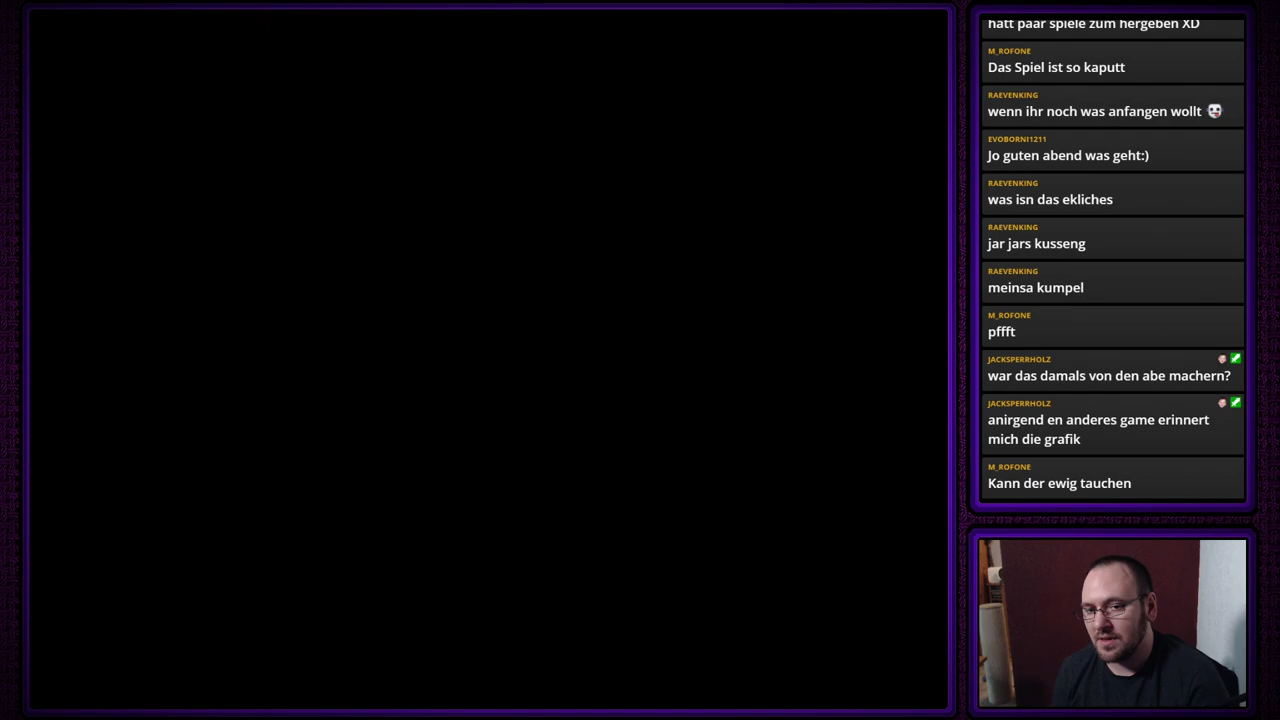 hatt paar spiele zum hergeben XD
M_ROFONE
Das Spiel ist so kaputt
RAEVENKING
wenn ihr noch was anfangen wollt
EVOBORNI1211
Jo guten abend was geht:)
RAEVENKING
was isn das ekliches
RAEVENKING
jar jars kusseng
RAEVENKING
meinsa kumpel
M_ROFONE
pffft
JACKSPERRHOLZ
war das damals von den abe machern?
JACKSPERRHOLZ
anirgend en anderes game erinnert
mich die grafik
M_ROFONE
Kann der ewig tauchen